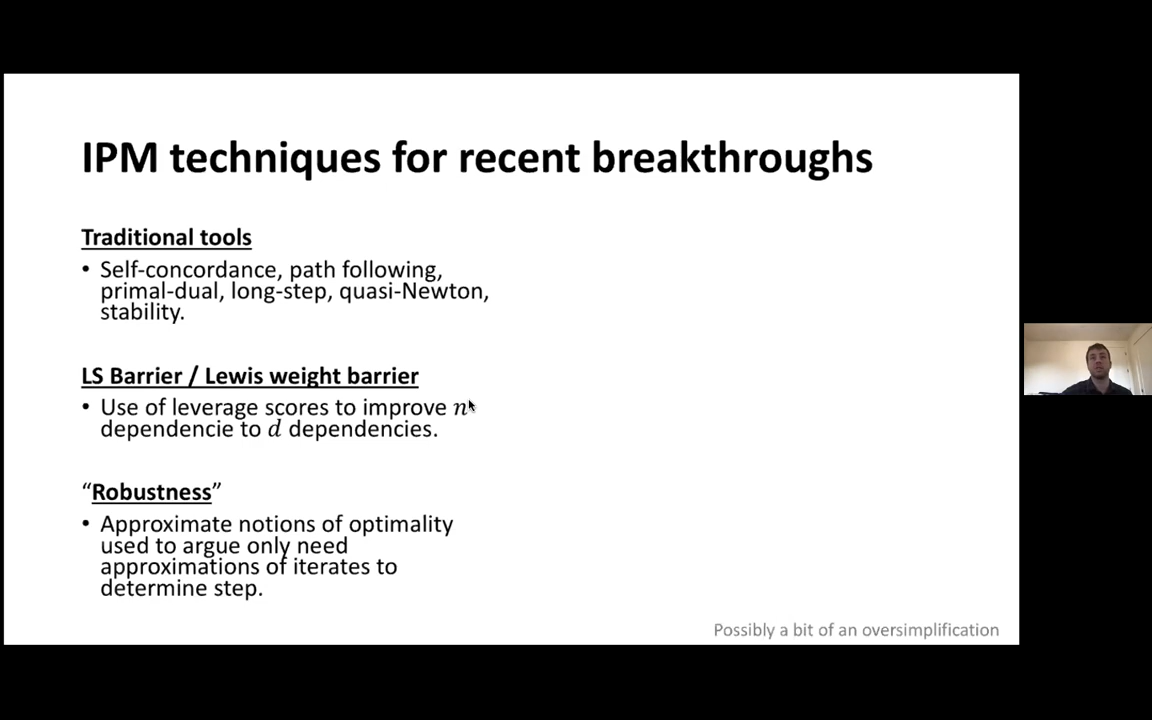 IPM techniques for recent breakthroughs
Traditional tools
• Self-concordance, path following,
primal-dual, long-step, quasi-Newton,
stability.
LS Barrier / Lewis weight barrier
• Use of leverage scores to improve n
dependencie to d dependencies.
“Robustness”
• Approximate notions of optimality
used to argue only need
approximations of iterates to
determine step.
Possibly a bit of an oversimplification